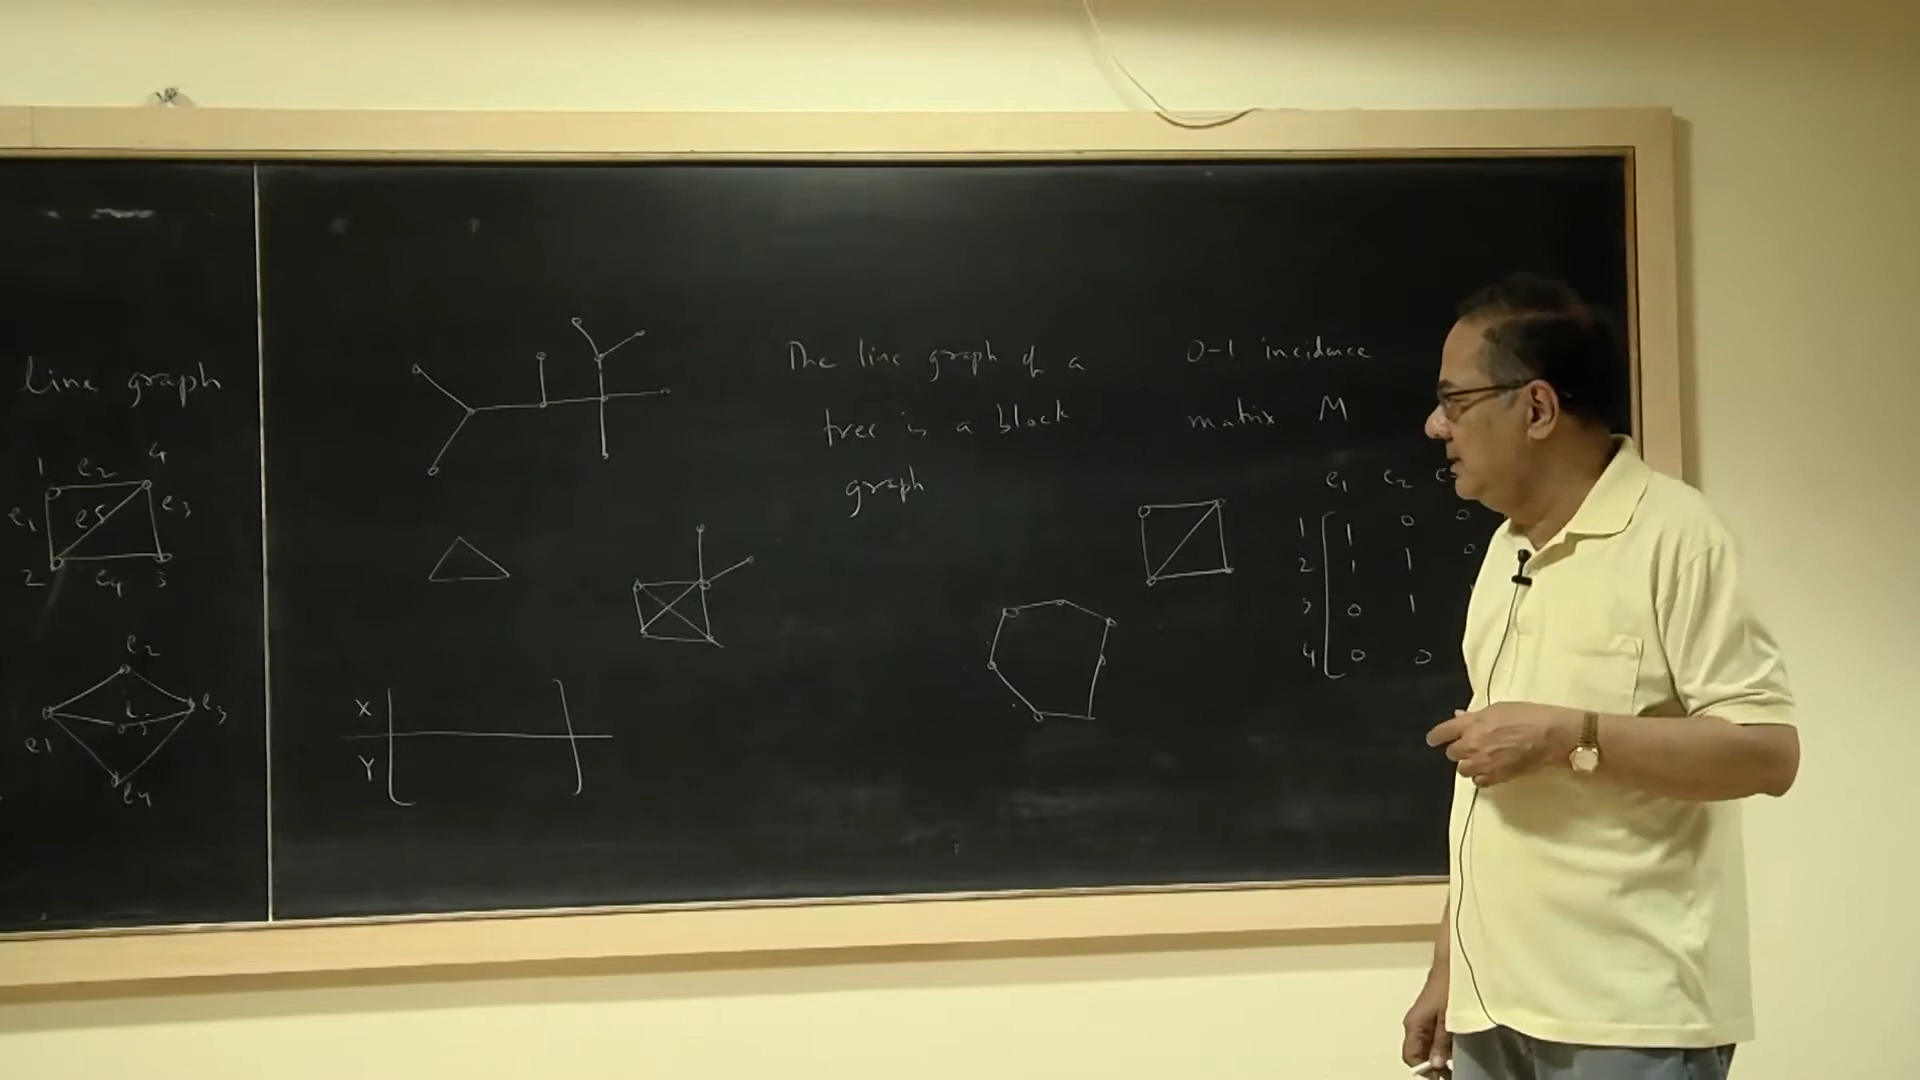 line graph
1 e2 4
e1 e5 e3
2 e4 3
e2
e3
e1
e4
X
Y
The line graph of a
tree is a block
graph
0-1 incidence
matrix M
e1 e2
1 1 0 0
2 1 1 0
3 0 1
4 0 0